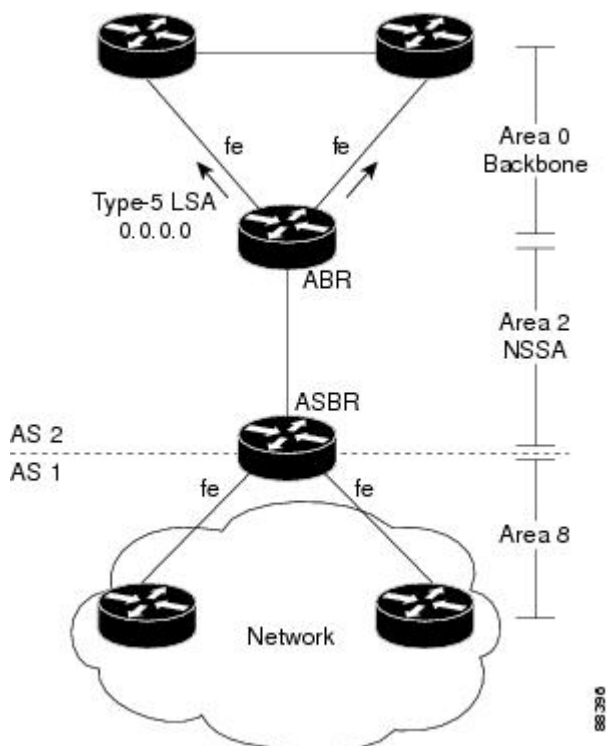 fe
fe
Area 0
Backbone
Type-5 LSA
0.0.0.0
ABR
Area 2
NSSA
ASBR
AS 2
AS 1
fe
fe
Area 8
Network
88396